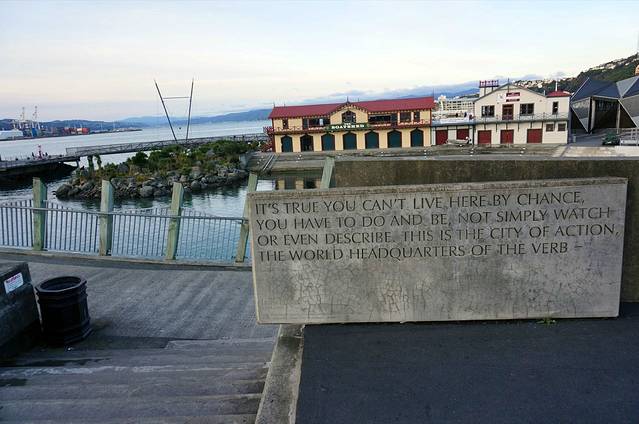 IT'S TRUE YOU CAN'T LIVE HERE BY CHANCE,
YOU HAVE TO DO AND BE, NOT SIMPLY WATCH
OR EVEN DESCRIBE. THIS IS THE CITY OF ACTION,
THE WORLD HEADQUARTERS OF THE VERB –